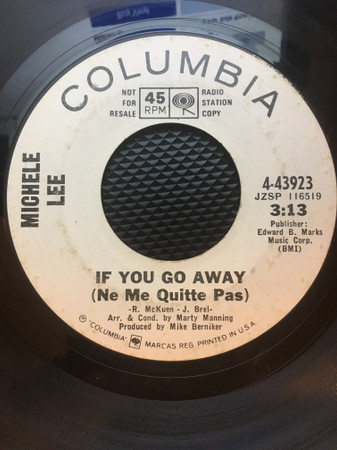 COLUMBIA
NOT
FOR
RESALE
45
RPM
RADIO
STATION
COPY
MICHELE
LEE
4-43923
JZSP 116519
3:13
Publisher:
Edward B. Marks
Music Corp.
(BMI)
IF YOU GO AWAY
(Ne Me Quitte Pas)
-R. McKuen - J. Brel-
Arr. & Cond. by Marty Manning
Produced by Mike Berniker
℗ "COLUMBIA" MARCAS REG. PRINTED IN U.S.A.